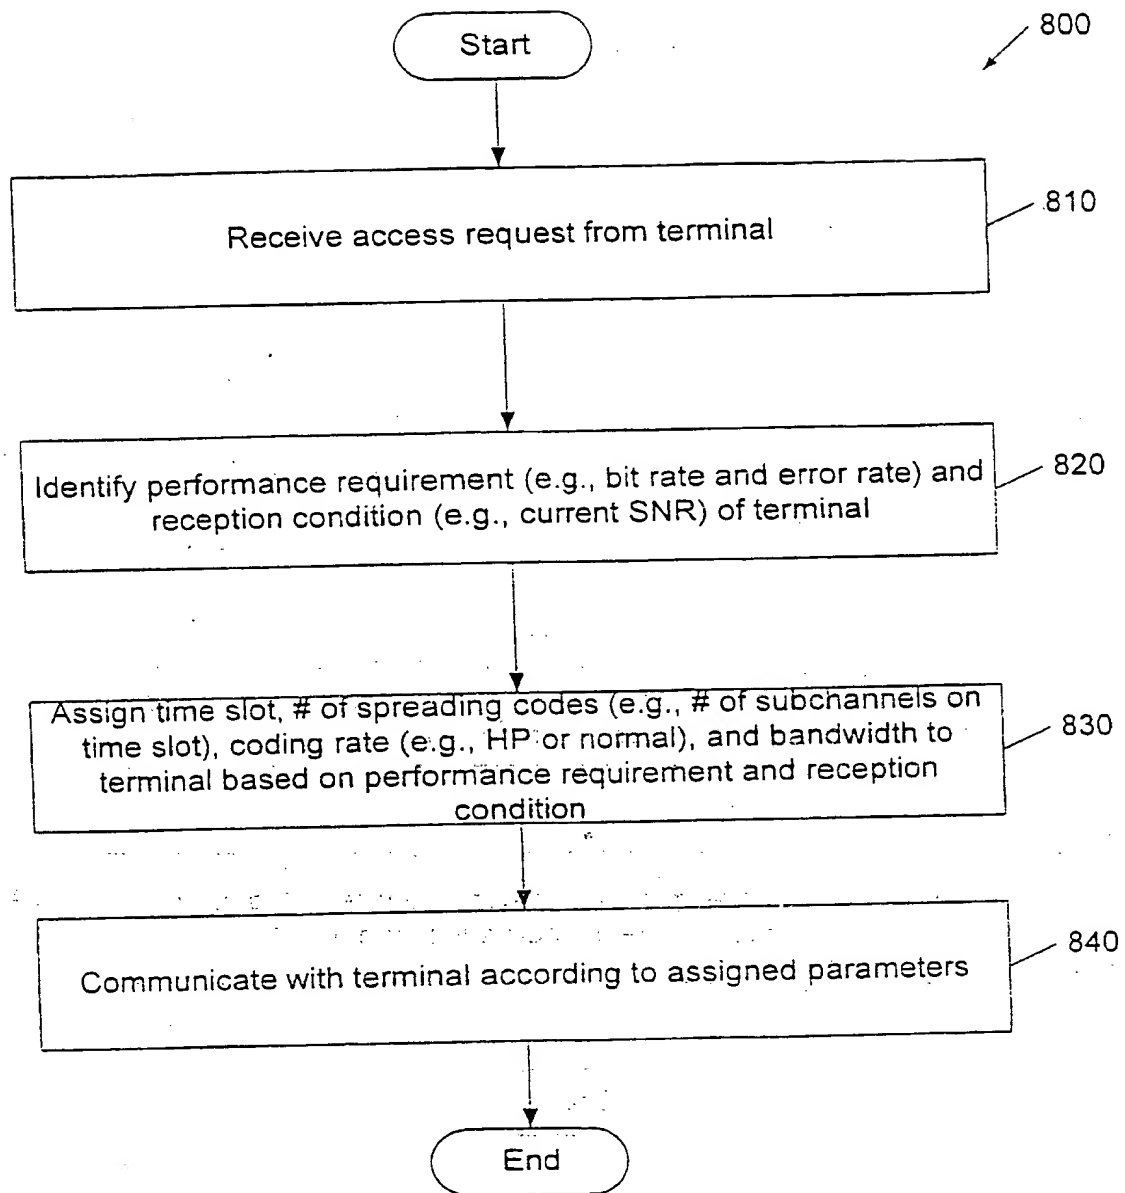 Start
800
Receive access request from terminal
810
Identify performance requirement (e.g., bit rate and error rate) and
reception condition (e.g., current SNR) of terminal
820
Assign time slot, # of spreading codes (e.g., # of subchannels on
time slot), coding rate (e.g., HP or normal), and bandwidth to
terminal based on performance requirement and reception
condition
830
Communicate with terminal according to assigned parameters
840
End